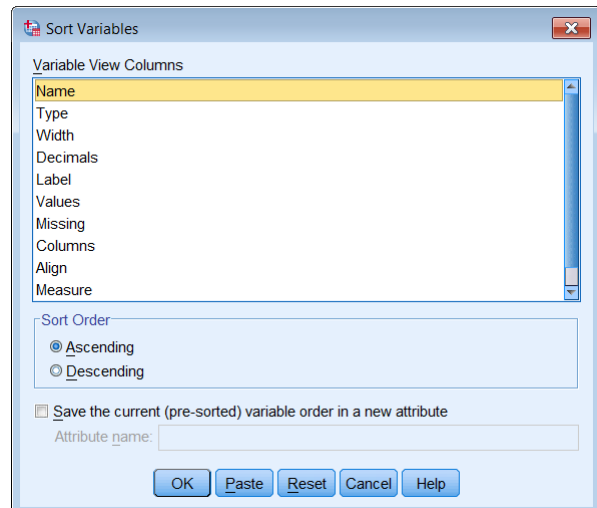 Sort Variables
Variable View Columns
Name
Type
Width
Decimals
Label
Values
Missing
Columns
Align
Measure
Sort Order
Ascending
Descending
Save the current (pre-sorted) variable order in a new attribute
Attribute name:
OK Paste Reset Cancel Help